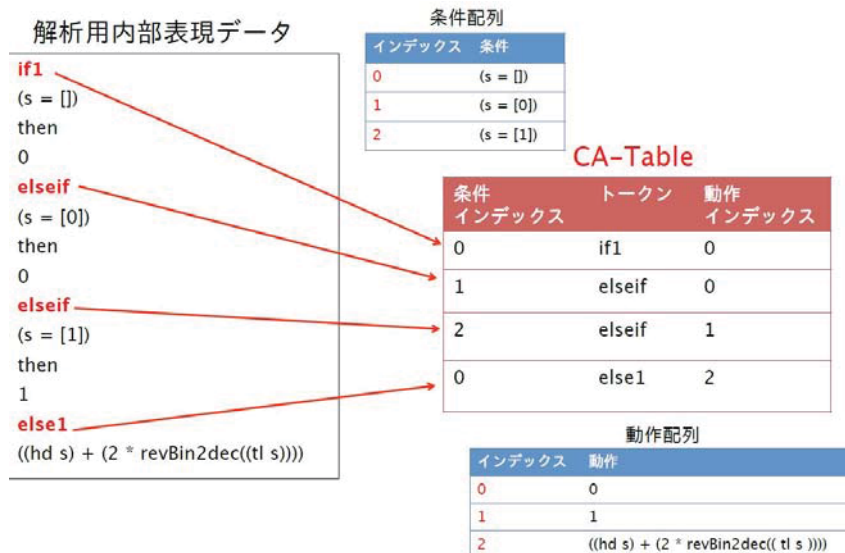 解析用内部表現データ
if1
(s = [])
then
0
elseif
(s = [0])
then
0
elseif
(s = [1])
then
1
else1
((hd s) + (2 * revBin2dec((tl s))))
条件配列
インデックス 条件
0 (s = [])
1 (s = [0])
2 (s = [1])
CA-Table
条件 トークン 動作
インデックス インデックス
0 if1 0
1 elseif 0
2 elseif 1
0 else1 2
動作配列
インデックス 動作
0 0
1 1
2 ((hd s) + (2 * revBin2dec(( tl s ))))